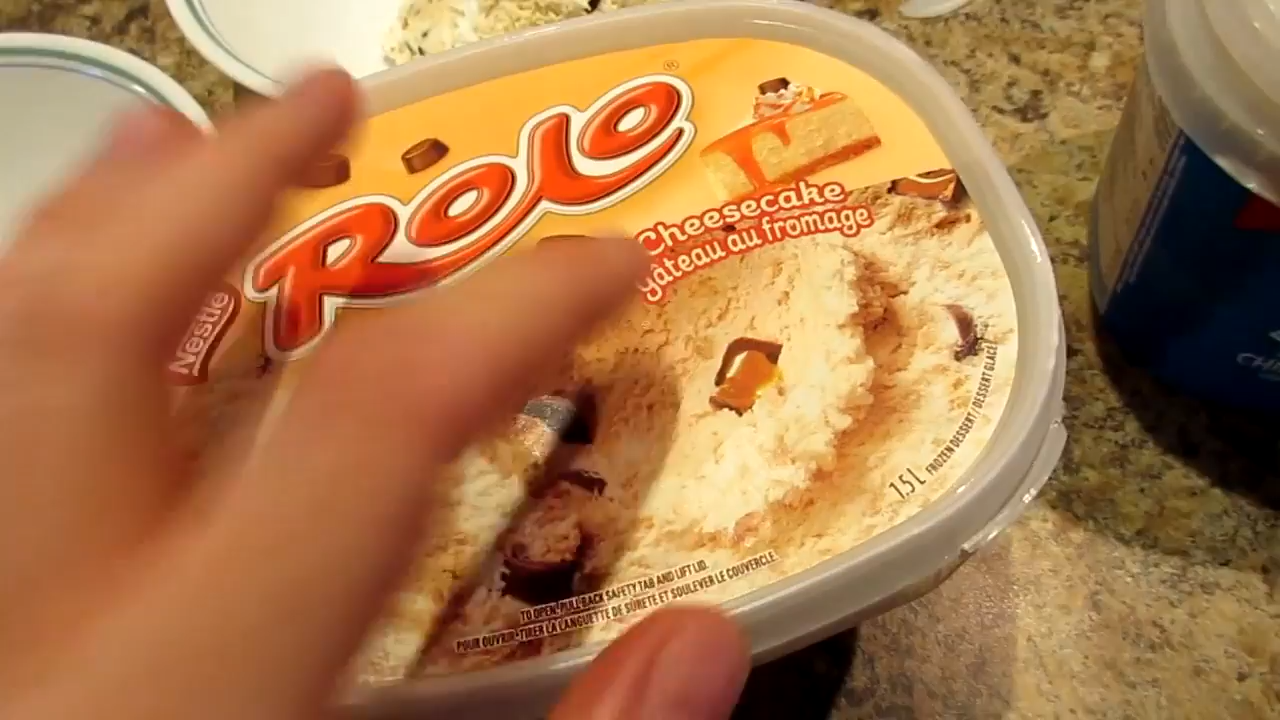 ROLO®
Nestlé
Cheesecake
gâteau au fromage
1.5 L FROZEN DESSERT / DESSERT GLACÉ
TO OPEN, PULL BACK SAFETY TAB AND LIFT LID.
POUR OUVRIR, TIRER LA LANGUETTE DE SÛRETÉ ET SOULEVER LE COUVERCLE.